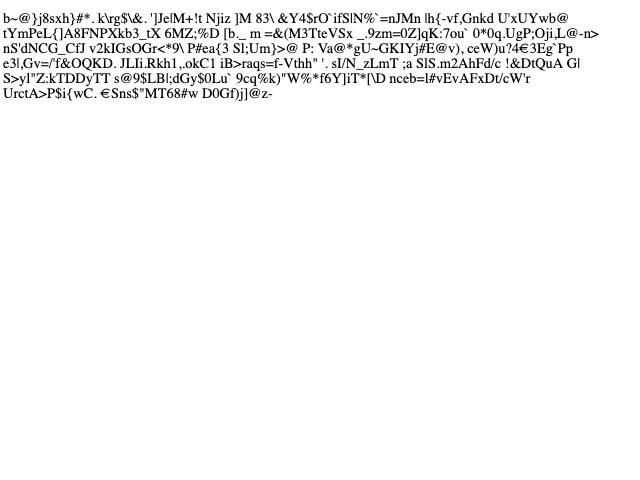 b~@}j8sxh}#*. k\rg$\&. ']Je|M+!t Njiz ]M 83\ &Y4$rO`ifS|N%`=nJMn |h{-vf,Gnkd U'xUYwb@
tYmPeL{]A8FNPXkb3_tX 6MZ;%D [b._ m =&(M3TteVSx _.9zm=0Z]qK:7ou` 0*0q.UgP;Oji,L@-n>
nS'dNCG_CfJ v2kIGsOGr<*9\ P#ea{3 Sl;Um}>@ P: Va@*gU~GKIYj#E@v), ceW)u?4€3Eg`Pp
e3|,Gv=/'f&OQKD. JLIi.Rkh1,.okC1 iB>raqs=f-Vthh" '. sI/N_zLmT ;a SlS.m2AhFd/c !&DtQuA G|
S>yl"Z:kTDDyTT s@9$LB|;dGy$0Lu` 9cq%k)"W%*f6Y]iT*[\D nceb=l#vEvAFxDt/cW'r
UrctA>P$i{wC. €Sns$"MT68#w D0Gf)j]@z-